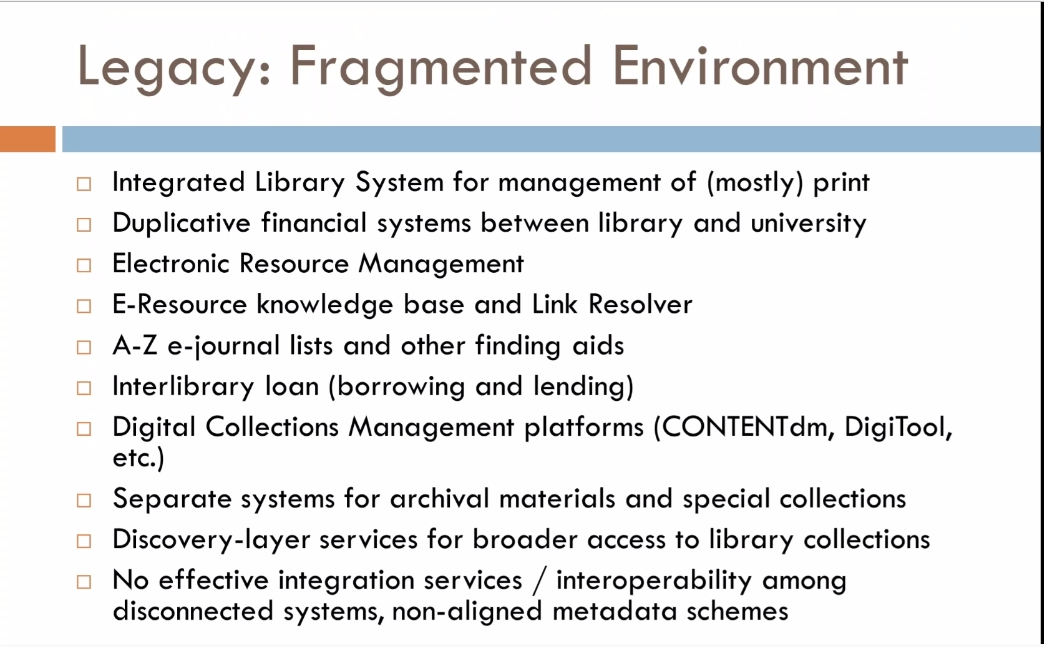 Legacy: Fragmented Environment
Integrated Library System for management of (mostly) print
Duplicative financial systems between library and university
Electronic Resource Management
E-Resource knowledge base and Link Resolver
A-Z e-journal lists and other finding aids
Interlibrary loan (borrowing and lending)
Digital Collections Management platforms (CONTENTdm, DigiTool,
etc.)
Separate systems for archival materials and special collections
Discovery-layer services for broader access to library collections
No effective integration services / interoperability among
disconnected systems, non-aligned metadata schemes